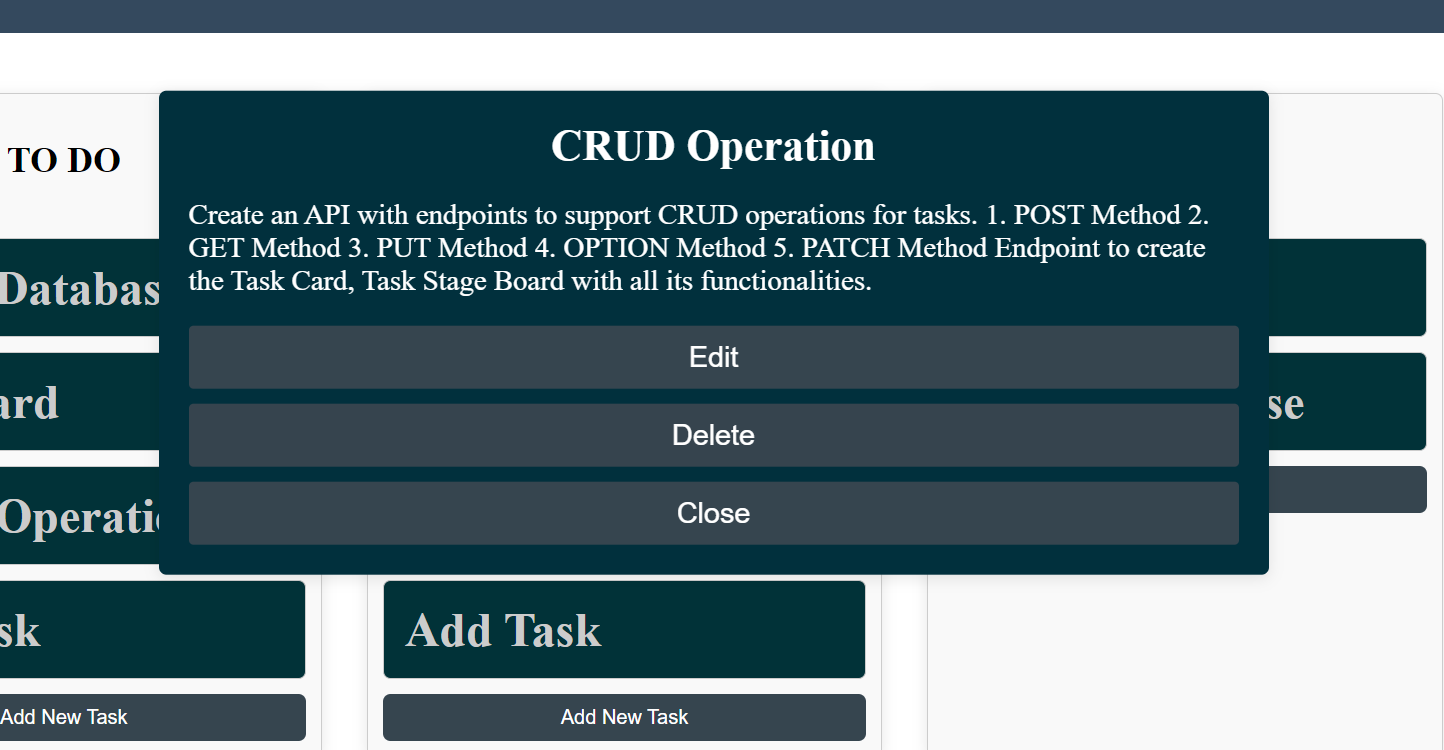 TO DO
CRUD Operation
Create an API with endpoints to support CRUD operations for tasks. 1. POST Method 2.
GET Method 3. PUT Method 4. OPTION Method 5. PATCH Method Endpoint to create
the Task Card, Task Stage Board with all its functionalities.
Edit
Delete
Close
Databas
ard
se
Operati
sk
Add Task
Add New Task
Add New Task